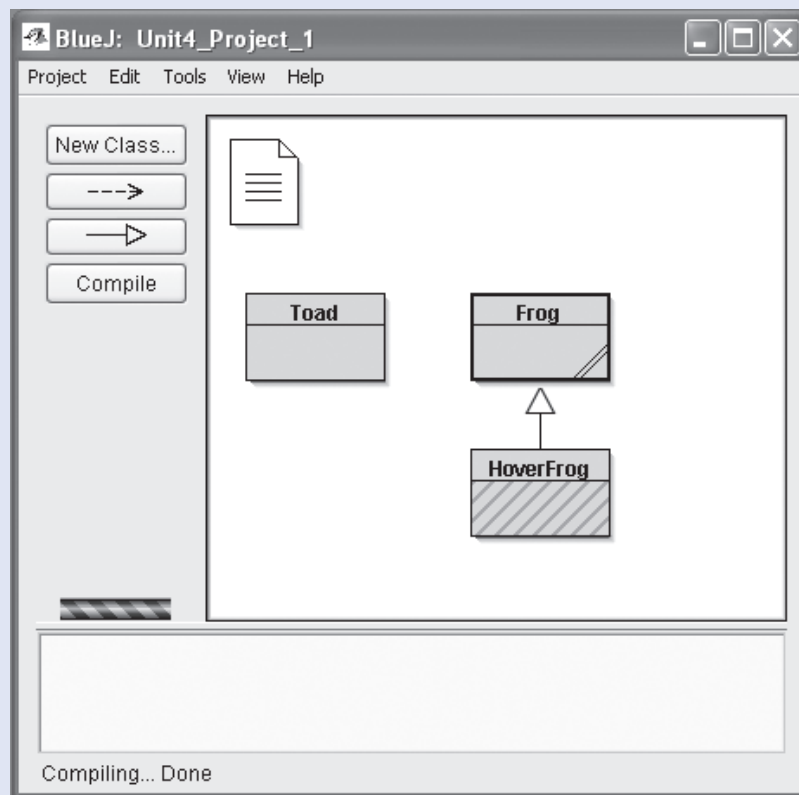 BlueJ: Unit4_Project_1
Project Edit Tools View Help
New Class...
Compile
Toad
Frog
HoverFrog
Compiling... Done